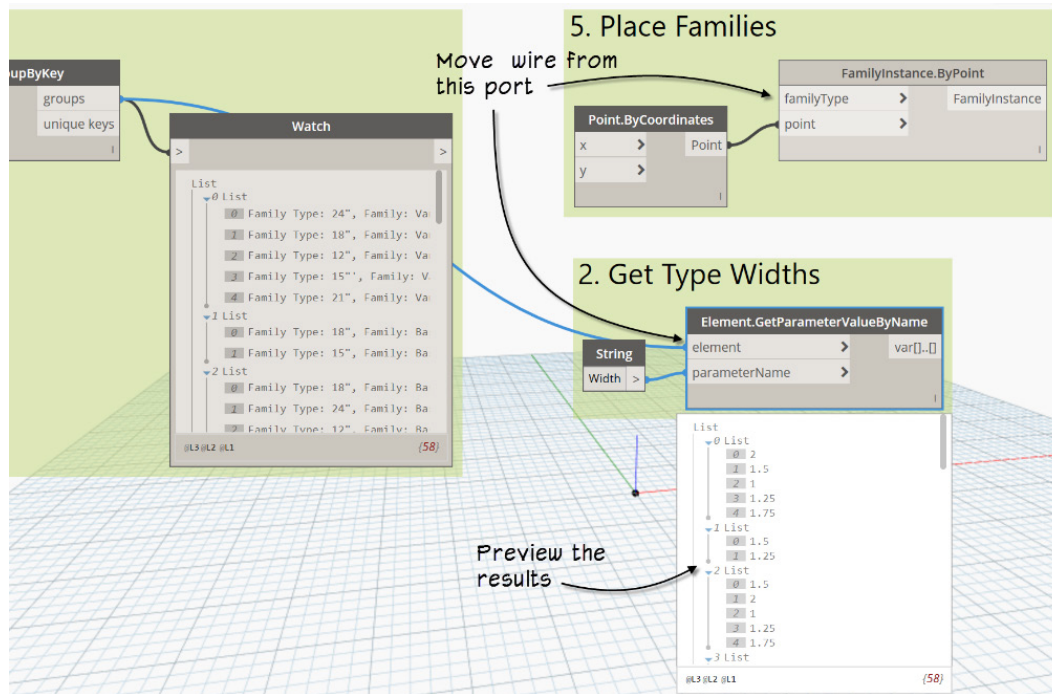 5. Place Families
Move wire from
this port
oupByKey
groups
unique keys
Watch
>
>
List
0 List
0 Family Type: 24", Family: Va
1 Family Type: 18", Family: Va
2 Family Type: 12", Family: Va
3 Family Type: 15"', Family: V
4 Family Type: 21", Family: Va
1 List
0 Family Type: 18", Family: Ba
1 Family Type: 15", Family: Ba
2 List
0 Family Type: 18", Family: Ba
1 Family Type: 24", Family: Ba
2 Family Type: 12", Family: Ba
@L3 @L2 @L1 {58}
Point.ByCoordinates
x > Point
y >
FamilyInstance.ByPoint
familyType > FamilyInstance
point >
2. Get Type Widths
String
Width >
Element.GetParameterValueByName
element > var[]..[]
parameterName >
List
0 List
0 2
1 1.5
2 1
3 1.25
4 1.75
1 List
0 1.5
1 1.25
2 List
0 1.5
1 2
2 1
3 1.25
4 1.75
3 List
@L3 @L2 @L1 {58}
Preview the
results